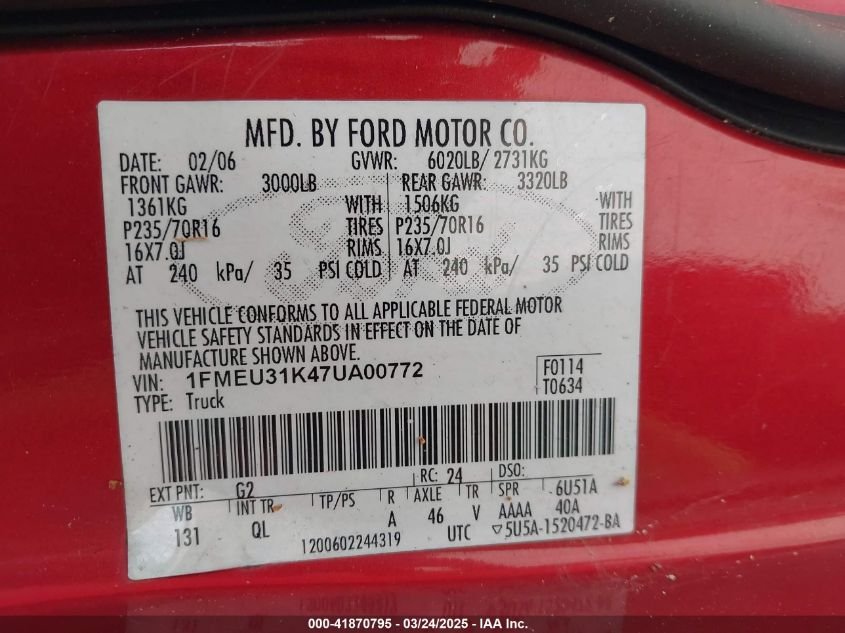 MFD. BY FORD MOTOR CO.
DATE: 02/06 GVWR: 6020LB/ 2731KG
FRONT GAWR: 3000LB REAR GAWR: 3320LB
1361KG WITH 1506KG WITH
P235/70R16 TIRES P235/70R16 TIRES
16X7.0J RIMS 16X7.0J RIMS
AT 240 kPa/ 35 PSI COLD AT 240 kPa/ 35 PSI COLD
THIS VEHICLE CONFORMS TO ALL APPLICABLE FEDERAL MOTOR
VEHICLE SAFETY STANDARDS IN EFFECT ON THE DATE OF
MANUFACTURE SHOWN ABOVE.
VIN: 1FMEU31K47UA00772 F0114
TYPE: Truck T0634
EXT PNT: G2 RC: 24 DSO:
WB INT TR TP/PS R AXLE TR SPR 6U51A
131 QL A 46 V AAAA 40A
1200602244319 UTC ▽5U5A-1520472-BA
000-41870795 - 03/24/2025 - IAAI Inc.